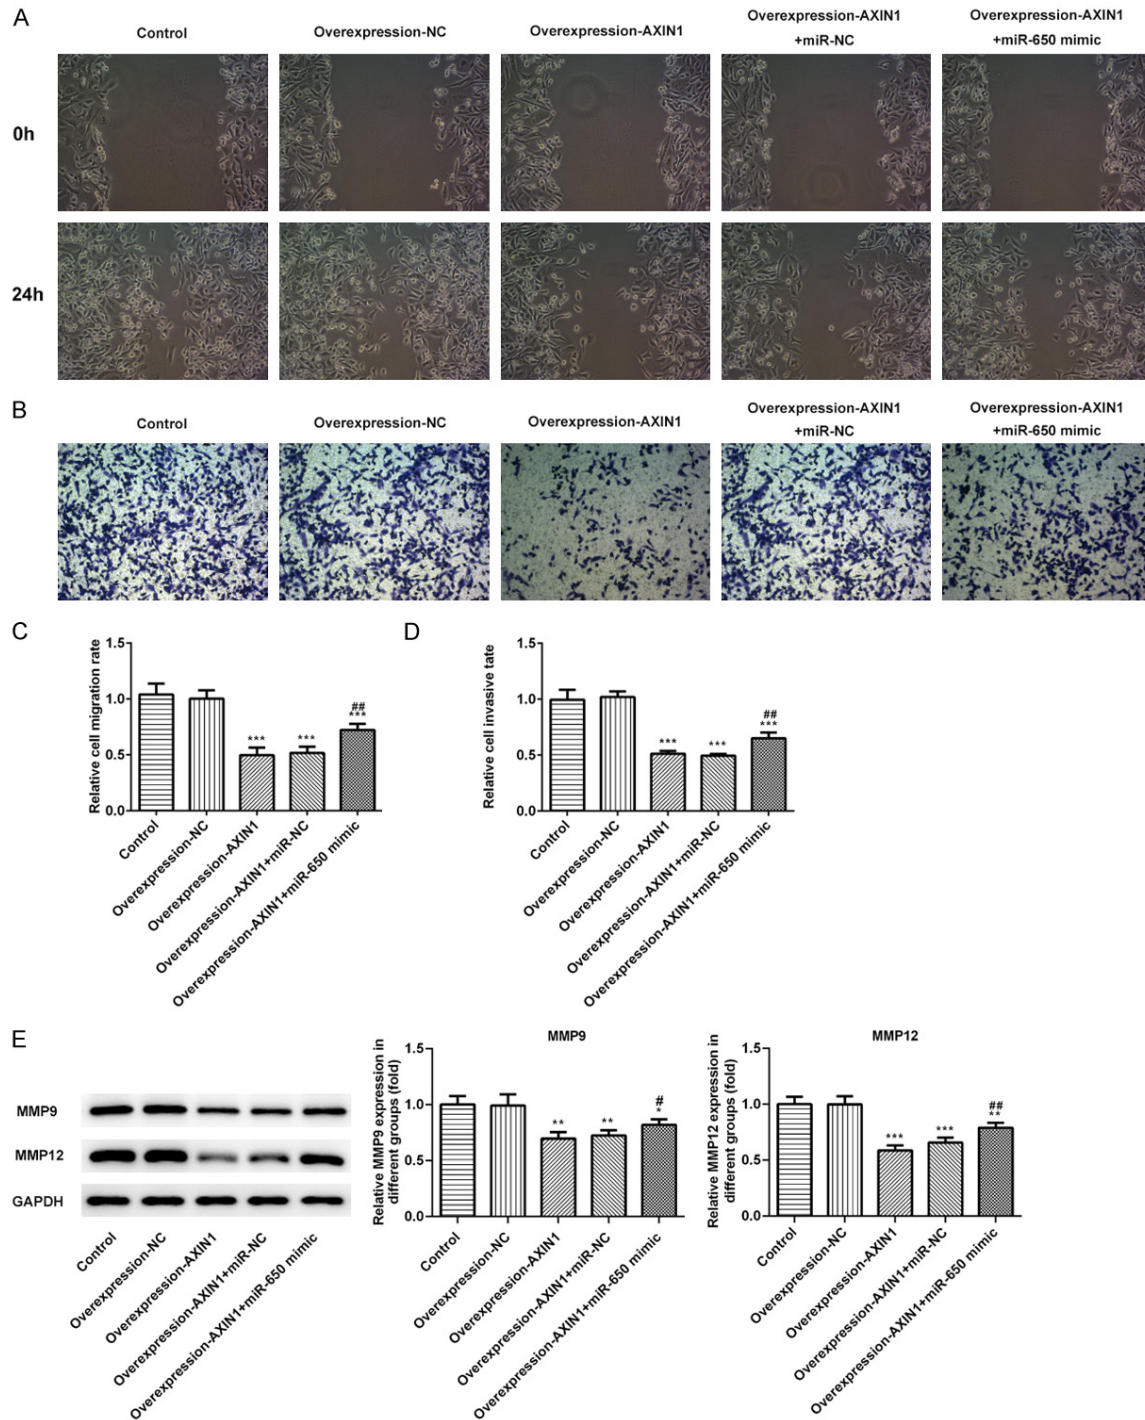 A
Control
Overexpression-NC
Overexpression-AXIN1
Overexpression-AXIN1
+miR-NC
Overexpression-AXIN1
+miR-650 mimic
0h
24h
B
Control
Overexpression-NC
Overexpression-AXIN1
Overexpression-AXIN1
+miR-NC
Overexpression-AXIN1
+miR-650 mimic
C
Relative cell migration rate
1.5
1.0
0.5
0.0
***
***
##
***
Control
Overexpression-NC
Overexpression-AXIN1
Overexpression-AXIN1+miR-NC
Overexpression-AXIN1+miR-650 mimic
D
Relative cell invasive tate
1.5
1.0
0.5
0.0
***
***
##
***
Control
Overexpression-NC
Overexpression-AXIN1
Overexpression-AXIN1+miR-NC
Overexpression-AXIN1+miR-650 mimic
E
MMP9
MMP12
GAPDH
Control
Overexpression-NC
Overexpression-AXIN1
Overexpression-AXIN1+miR-NC
Overexpression-AXIN1+miR-650 mimic
MMP9
Relative MMP9 expression in
different groups (fold)
1.5
1.0
0.5
0.0
**
**
#
*
Control
Overexpression-NC
Overexpression-AXIN1
Overexpression-AXIN1+miR-NC
Overexpression-AXIN1+miR-650 mimic
MMP12
Relative MMP12 expression in
different groups (fold)
1.5
1.0
0.5
0.0
***
***
##
**
Control
Overexpression-NC
Overexpression-AXIN1
Overexpression-AXIN1+miR-NC
Overexpression-AXIN1+miR-650 mimic